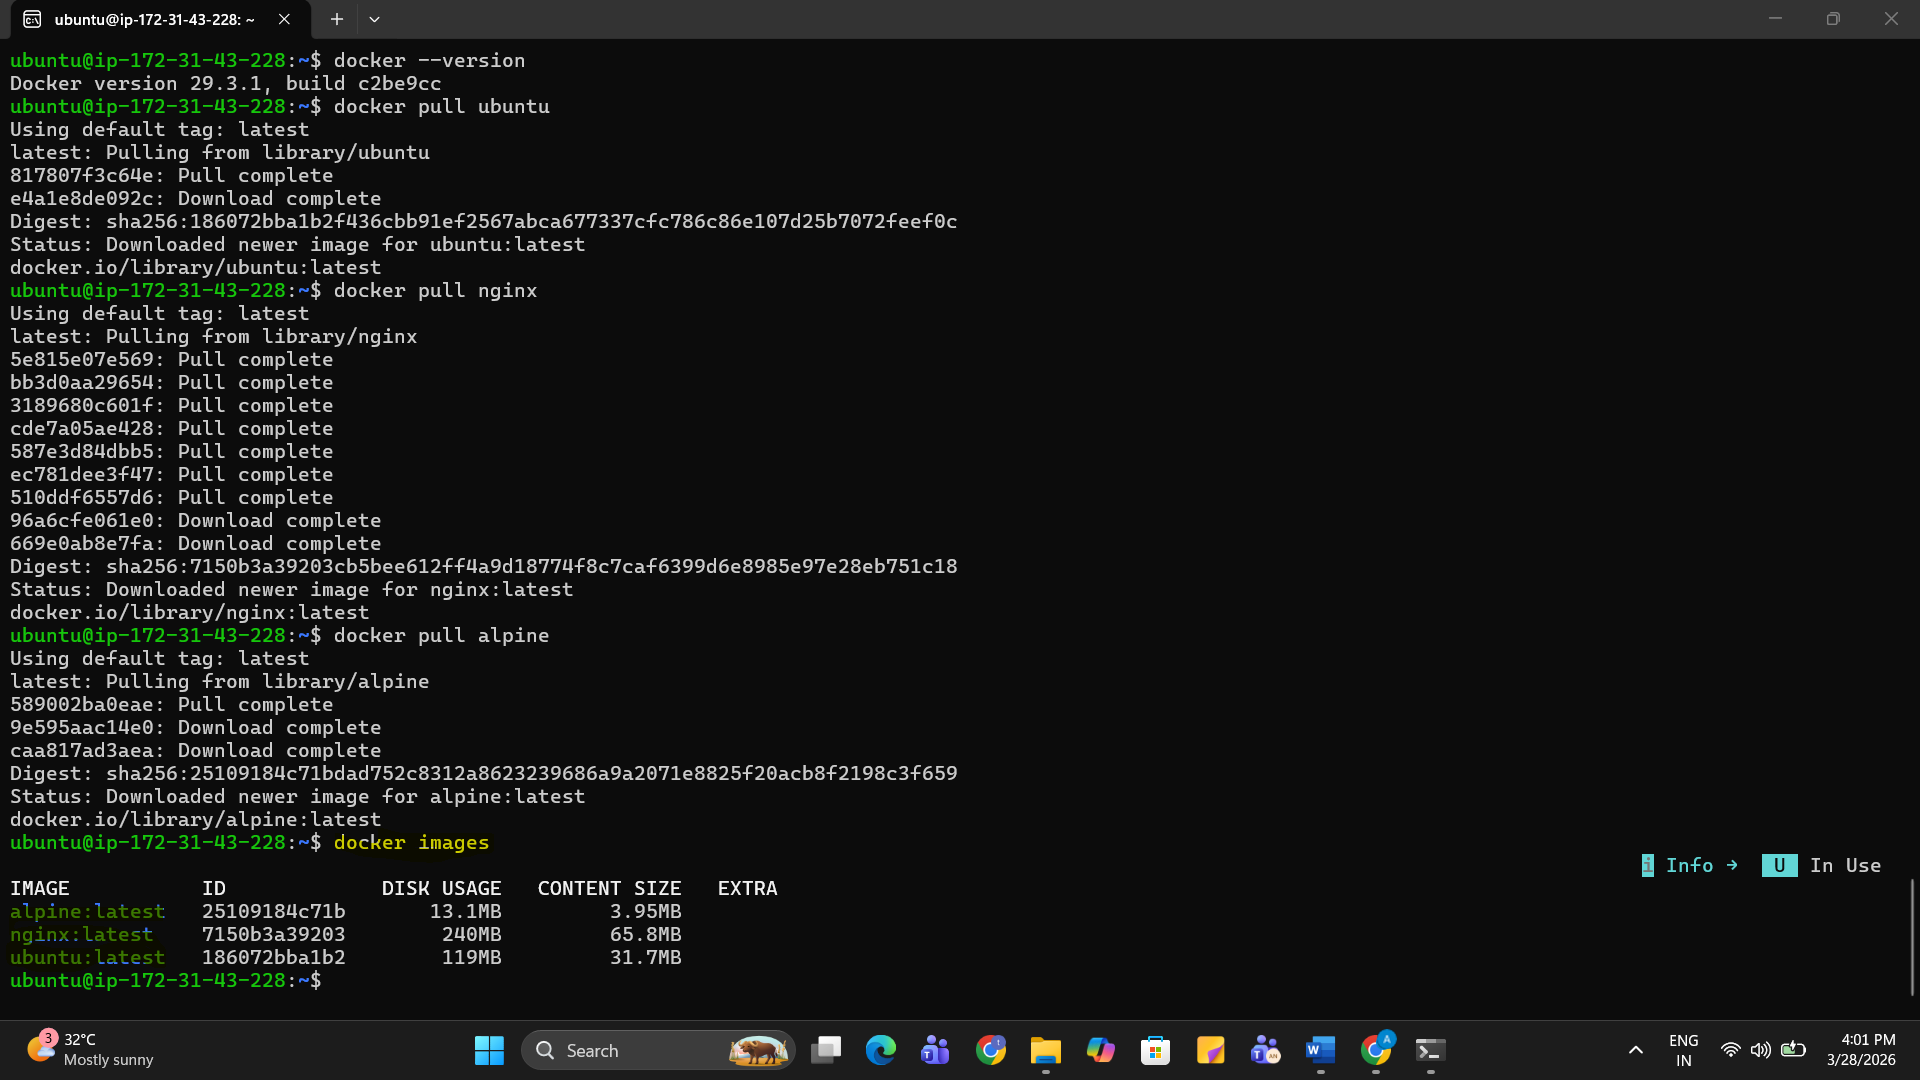 ubuntu@ip-172-31-43-228: ~
ubuntu@ip-172-31-43-228:~$ docker --version
Docker version 29.3.1, build c2be9cc
ubuntu@ip-172-31-43-228:~$ docker pull ubuntu
Using default tag: latest
latest: Pulling from library/ubuntu
817807f3c64e: Pull complete
e4a1e8de092c: Download complete
Digest: sha256:186072bba1b2f436cbb91ef2567abca677337cfc786c86e107d25b7072feef0c
Status: Downloaded newer image for ubuntu:latest
docker.io/library/ubuntu:latest
ubuntu@ip-172-31-43-228:~$ docker pull nginx
Using default tag: latest
latest: Pulling from library/nginx
5e815e07e569: Pull complete
bb3d0aa29654: Pull complete
3189680c601f: Pull complete
cde7a05ae428: Pull complete
587e3d84dbb5: Pull complete
ec781dee3f47: Pull complete
510ddf6557d6: Pull complete
96a6cfe061e0: Download complete
669e0ab8e7fa: Download complete
Digest: sha256:7150b3a39203cb5bee612ff4a9d18774f8c7caf6399d6e8985e97e28eb751c18
Status: Downloaded newer image for nginx:latest
docker.io/library/nginx:latest
ubuntu@ip-172-31-43-228:~$ docker pull alpine
Using default tag: latest
latest: Pulling from library/alpine
589002ba0eae: Pull complete
9e595aac14e0: Download complete
caa817ad3aea: Download complete
Digest: sha256:25109184c71bdad752c8312a8623239686a9a2071e8825f20acb8f2198c3f659
Status: Downloaded newer image for alpine:latest
docker.io/library/alpine:latest
ubuntu@ip-172-31-43-228:~$ docker images
i Info → U In Use
IMAGE ID DISK USAGE CONTENT SIZE EXTRA
alpine:latest 25109184c71b 13.1MB 3.95MB
nginx:latest 7150b3a39203 240MB 65.8MB
ubuntu:latest 186072bba1b2 119MB 31.7MB
ubuntu@ip-172-31-43-228:~$
3 32°C
Mostly sunny
Search
ENG
IN
4:01 PM
3/28/2026